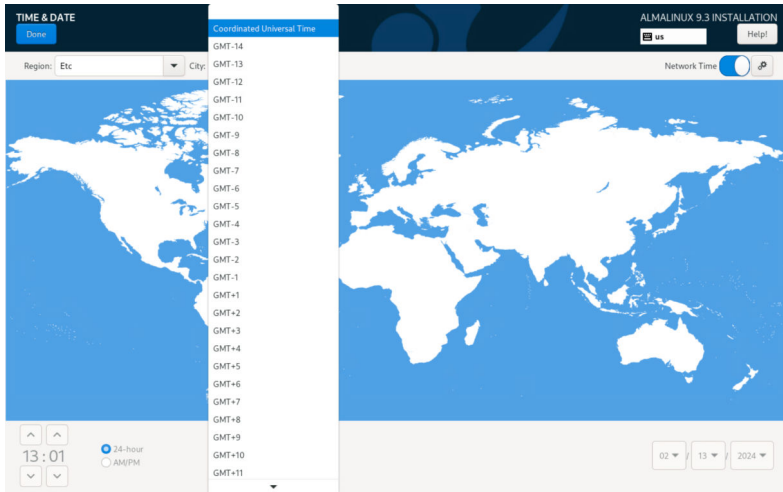 TIME & DATE
Done
ALMALINUX 9.3 INSTALLATION
us
Help!
Region:
Etc
City:
Network Time
Coordinated Universal Time
GMT-14
GMT-13
GMT-12
GMT-11
GMT-10
GMT-9
GMT-8
GMT-7
GMT-6
GMT-5
GMT-4
GMT-3
GMT-2
GMT-1
GMT+1
GMT+2
GMT+3
GMT+4
GMT+5
GMT+6
GMT+7
GMT+8
GMT+9
GMT+10
GMT+11
13:01
24-hour
AM/PM
02 / 13 / 2024